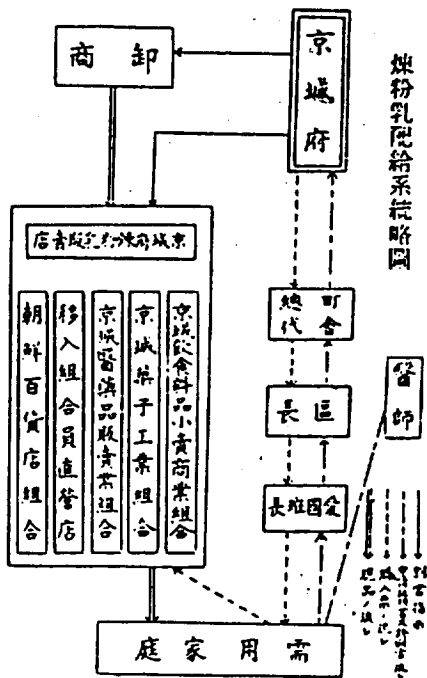 煉粉乳配給系統略圖
京城府
商卸
店賣販乳粉煉府城京
京城飮食料品小賣商業組合
京城菓子工業組合
京城醫藥品販賣業組合
移入組合員直營店
朝鮮百貨店組合
總代
町會
長區
長班國愛
醫師
庭家用需